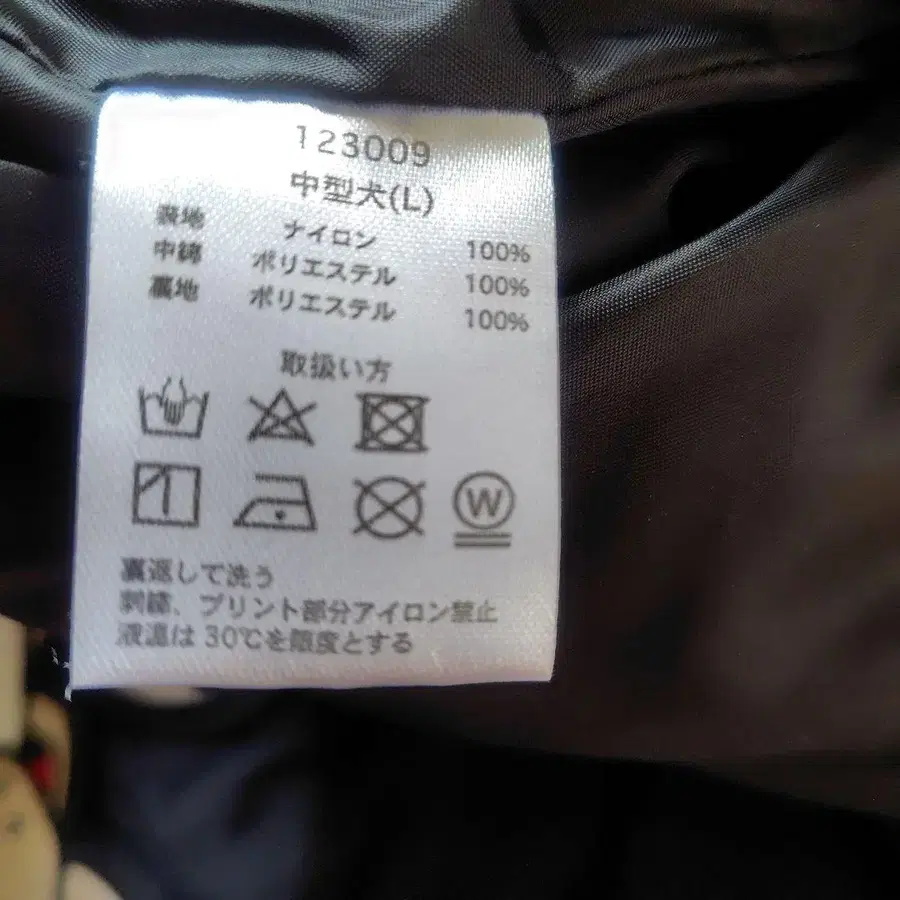 123009
中型犬(L)
表地 ナイロン 100%
中綿 ポリエステル 100%
裏地 ポリエステル 100%
取扱い方
W
裏返して洗う
刺繍、プリント部分アイロン禁止
液温は 30℃を限度とする